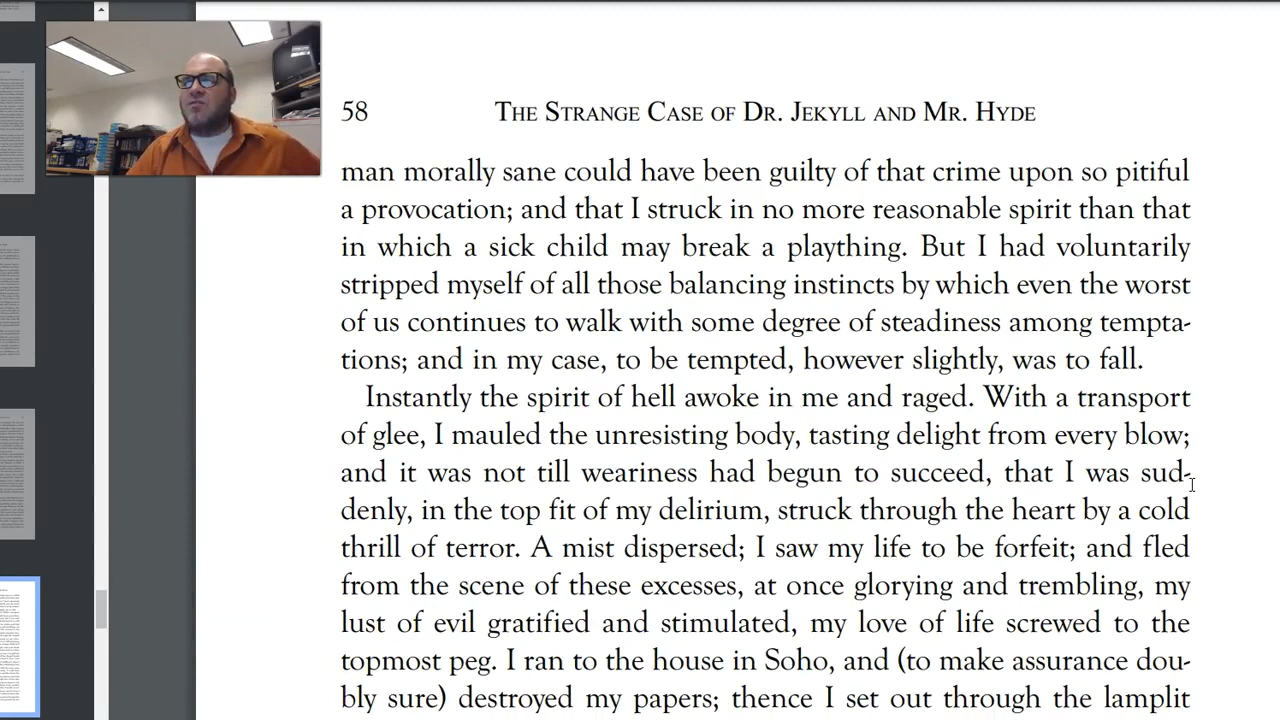 58 THE STRANGE CASE OF DR. JEKYLL AND MR. HYDE
man morally sane could have been guilty of that crime upon so pitiful
a provocation; and that I struck in no more reasonable spirit than that
in which a sick child may break a plaything. But I had voluntarily
stripped myself of all those balancing instincts by which even the worst
of us continues to walk with some degree of steadiness among tempta-
tions; and in my case, to be tempted, however slightly, was to fall.
Instantly the spirit of hell awoke in me and raged. With a transport
of glee, I mauled the unresisting body, tasting delight from every blow;
and it was not till weariness had begun to succeed, that I was sud-
denly, in the top fit of my delirium, struck through the heart by a cold
thrill of terror. A mist dispersed; I saw my life to be forfeit; and fled
from the scene of these excesses, at once glorying and trembling, my
lust of evil gratified and stimulated, my love of life screwed to the
topmost peg. I ran to the house in Soho, and (to make assurance dou-
bly sure) destroyed my papers; thence I set out through the lamplit